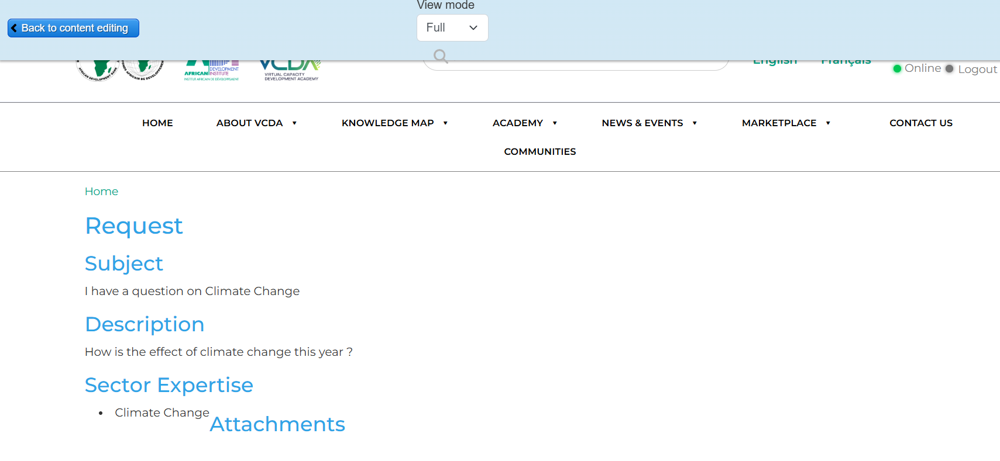 View mode
Back to content editing
Full
AFRICAN DEVELOPMENT BANK
DEVELOPMENT
AFRICAN INSTITUTE
INSTITUT AFRICAIN DE DÉVELOPPEMENT
VCDA
VIRTUAL CAPACITY
DEVELOPMENT ACADEMY
English Français
Online Logout
HOME ABOUT VCDA KNOWLEDGE MAP ACADEMY NEWS & EVENTS MARKETPLACE CONTACT US
COMMUNITIES
Home
Request
Subject
I have a question on Climate Change
Description
How is the effect of climate change this year ?
Sector Expertise
Climate Change
Attachments